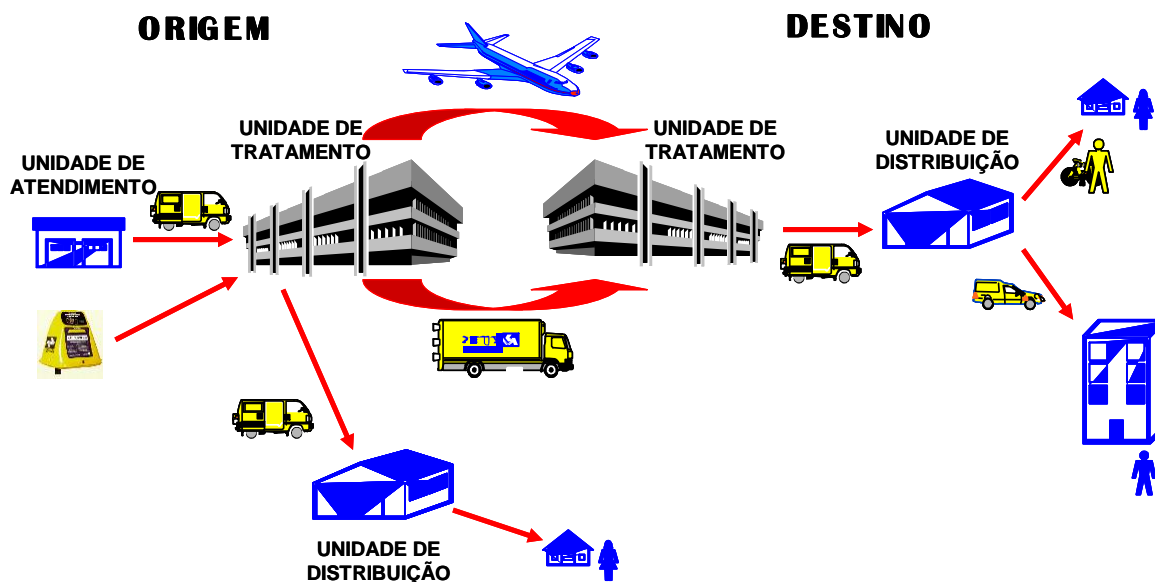 ORIGEM
DESTINO
UNIDADE DE
TRATAMENTO
UNIDADE DE
TRATAMENTO
UNIDADE DE
DISTRIBUIÇÃO
UNIDADE DE
ATENDIMENTO
UNIDADE DE
DISTRIBUIÇÃO